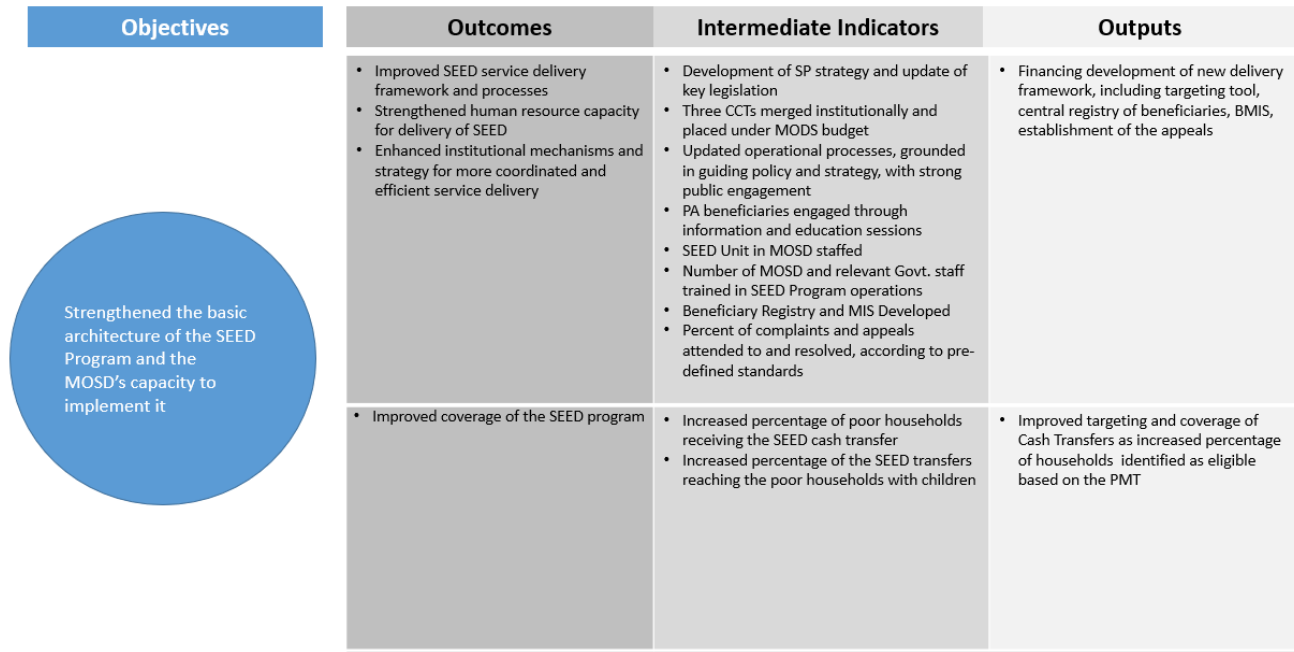 Objectives
Outcomes
Intermediate Indicators
Outputs
Strengthened the basic
architecture of the SEED
Program and the
MOSD's capacity to
implement it
• Improved SEED service delivery
framework and processes
• Strengthened human resource capacity
for delivery of SEED
• Enhanced institutional mechanisms and
strategy for more coordinated and
efficient service delivery
• Development of SP strategy and update of
key legislation
• Three CCTs merged institutionally and
placed under MODS budget
• Updated operational processes, grounded
in guiding policy and strategy, with strong
public engagement
• PA beneficiaries engaged through
information and education sessions
• SEED Unit in MOSD staffed
• Number of MOSD and relevant Govt. staff
trained in SEED Program operations
• Beneficiary Registry and MIS Developed
• Percent of complaints and appeals
attended to and resolved, according to pre-
defined standards
• Financing development of new delivery
framework, including targeting tool,
central registry of beneficiaries, BMIS,
establishment of the appeals
• Improved coverage of the SEED program
• Increased percentage of poor households
receiving the SEED cash transfer
• Increased percentage of the SEED transfers
reaching the poor households with children
• Improved targeting and coverage of
Cash Transfers as increased percentage
of households identified as eligible
based on the PMT